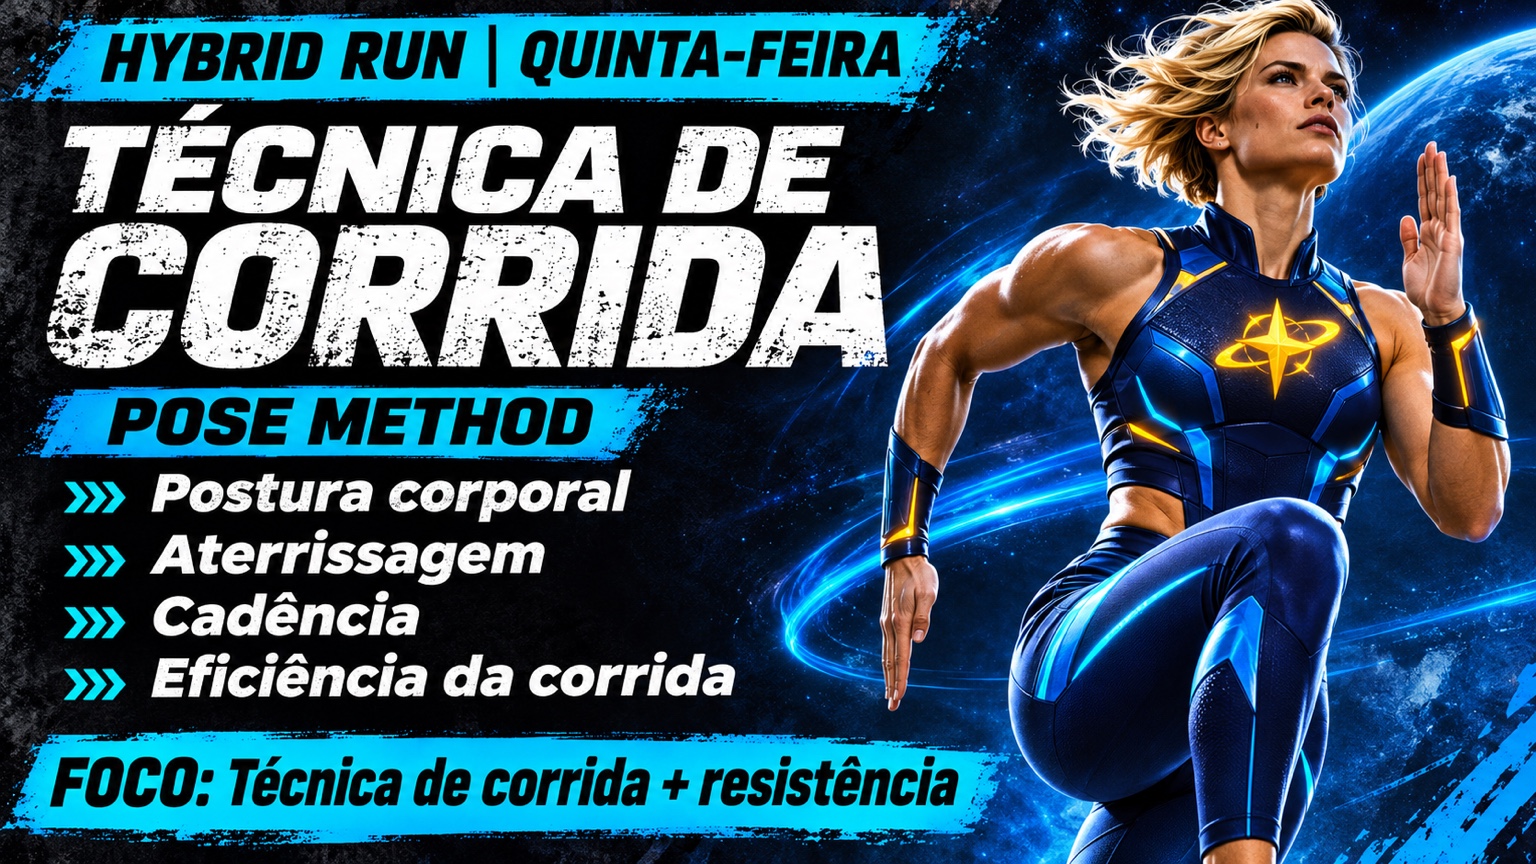 HYBRID RUN | QUINTA-FEIRA
TÉCNICA DE
CORRIDA
POSE METHOD
Postura corporal
Aterrissagem
Cadência
Eficiência da corrida
FOCO: Técnica de corrida + resistência